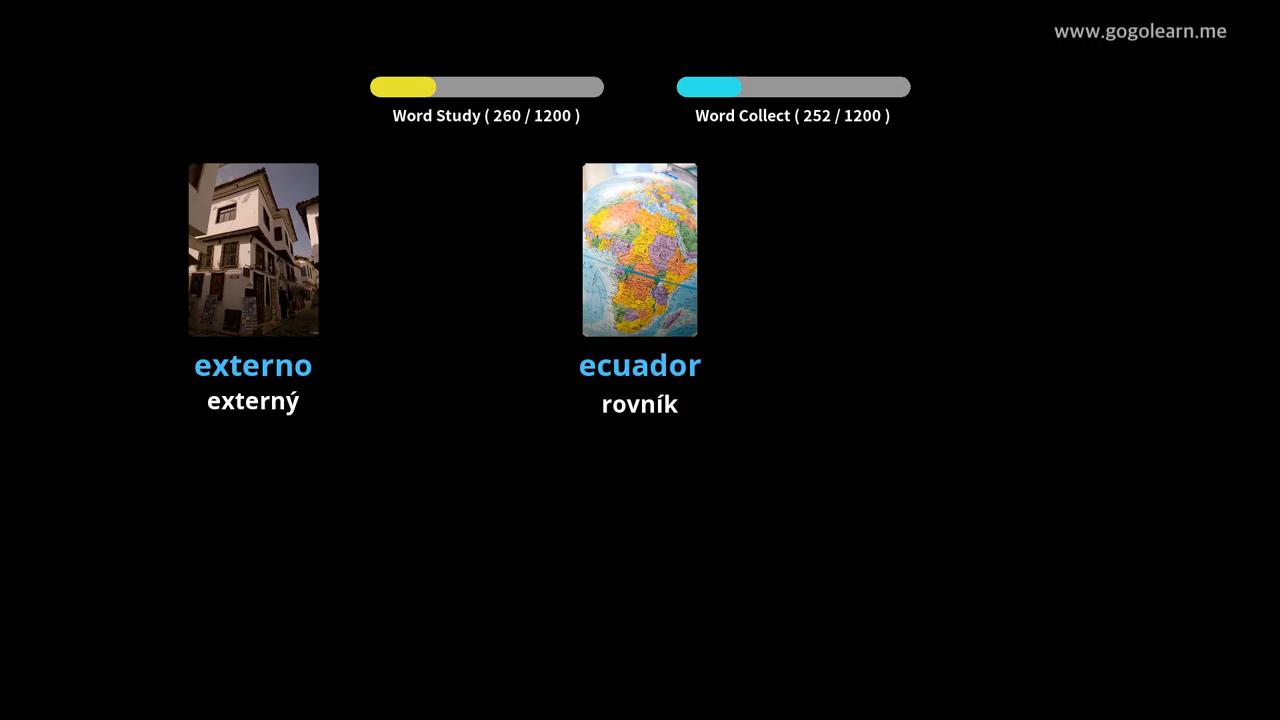 www.gogolearn.me
Word Study ( 260 / 1200 )
Word Collect ( 252 / 1200 )
externo
externý
ecuador
rovník